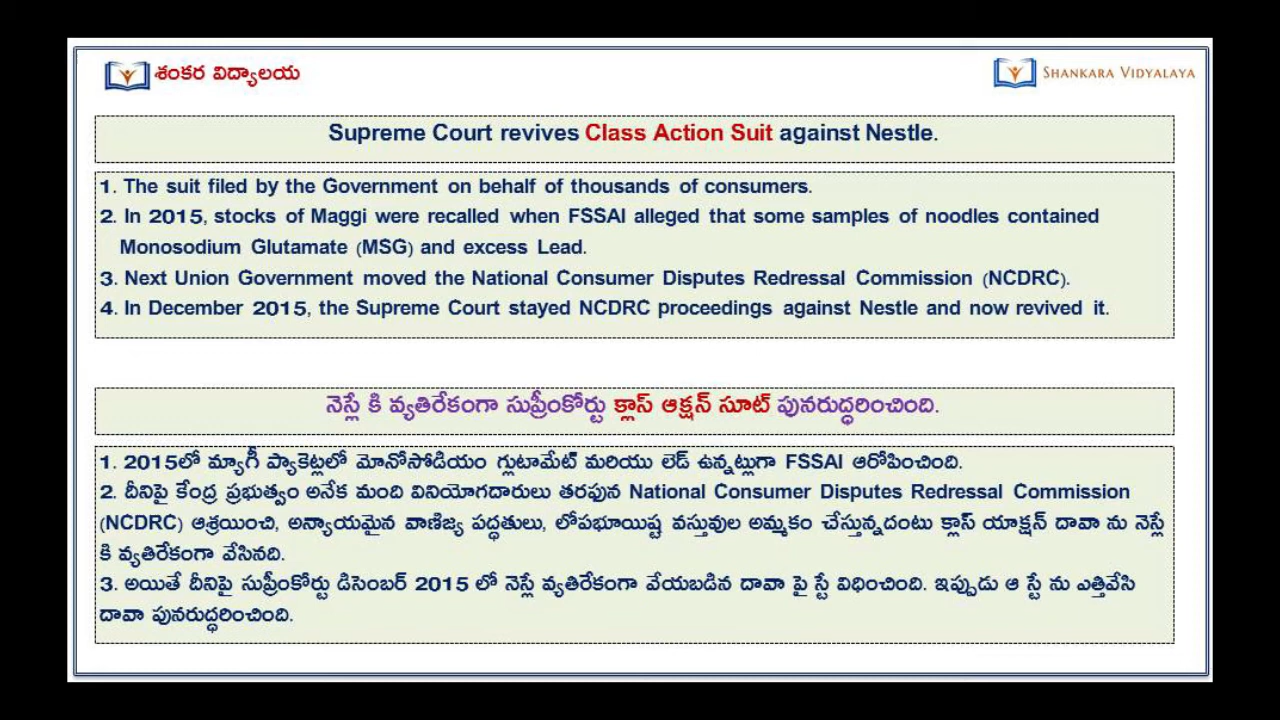 శంకర విద్యాలయ
SHANKARA VIDYALAYA
Supreme Court revives Class Action Suit against Nestle.
1. The suit filed by the Government on behalf of thousands of consumers.
2. In 2015, stocks of Maggi were recalled when FSSAI alleged that some samples of noodles contained
Monosodium Glutamate (MSG) and excess Lead.
3. Next Union Government moved the National Consumer Disputes Redressal Commission (NCDRC).
4. In December 2015, the Supreme Court stayed NCDRC proceedings against Nestle and now revived it.
నెస్లే కి వ్యతిరేకంగా సుప్రీంకోర్టు క్లాస్ ఆక్షన్ సూట్ పునరుద్ధరించింది.
1. 2015లో మ్యాగీ ప్యాకెట్లలో మోనోసోడియం గ్లుటామేట్ మరియు లెడ్ ఉన్నట్లుగా FSSAI ఆరోపించింది.
2. దీనిపై కేంద్ర ప్రభుత్వం అనేక మంది వినియోగదారులు తరపున National Consumer Disputes Redressal Commission
(NCDRC) ఆశ్రయించి, అన్యాయమైన వాణిజ్య పద్ధతులు, లోపభూయిష్ట వస్తువుల అమ్మకం చేస్తున్నదంటు క్లాస్ యాక్షన్ దావా ను నెస్లే
కి వ్యతిరేకంగా వేసినది.
3. అయితే దీనిపై సుప్రీంకోర్టు డిసెంబర్ 2015 లో నెస్లే వ్యతిరేకంగా వేయబడిన దావా పై స్టే విధించింది. ఇప్పుడు ఆ స్టే ను ఎత్తివేసి
దావా పునరుద్ధరించింది.